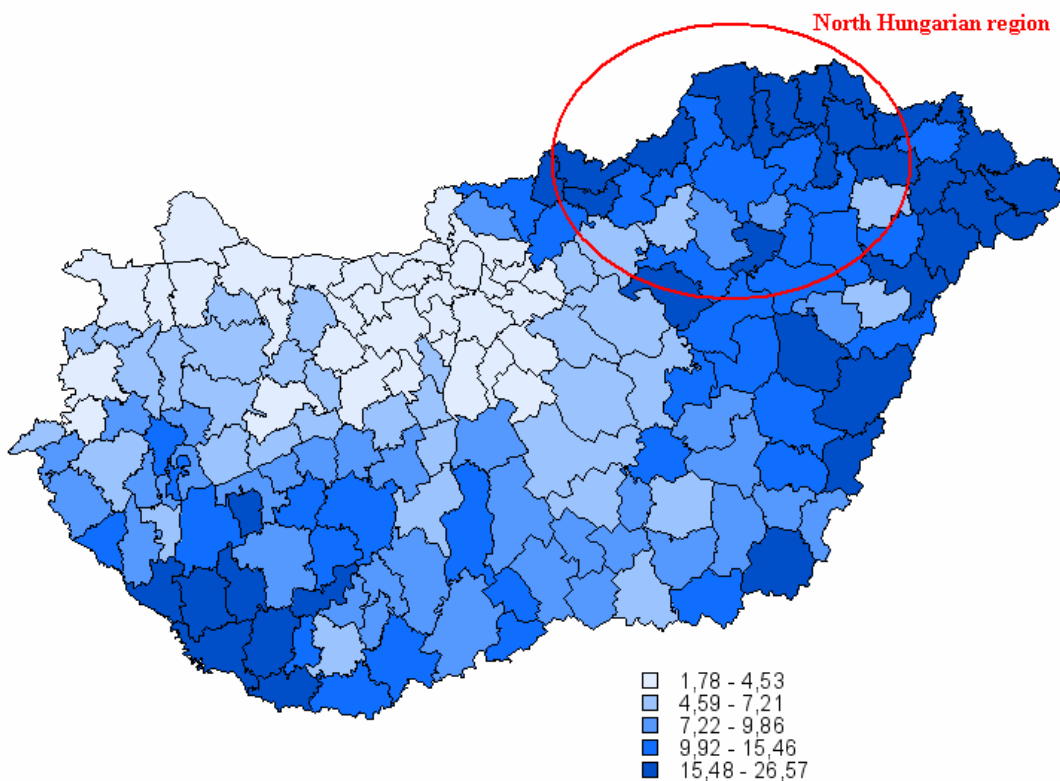 North Hungarian region
1,78 - 4,53
4,59 - 7,21
7,22 - 9,86
9,92 - 15,46
15,48 - 26,57